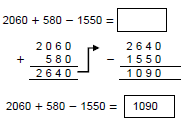 2060 + 580 − 1550 =
2060 2640
+ 580 − 1550
2640 1090
2060 + 580 − 1550 = 1090